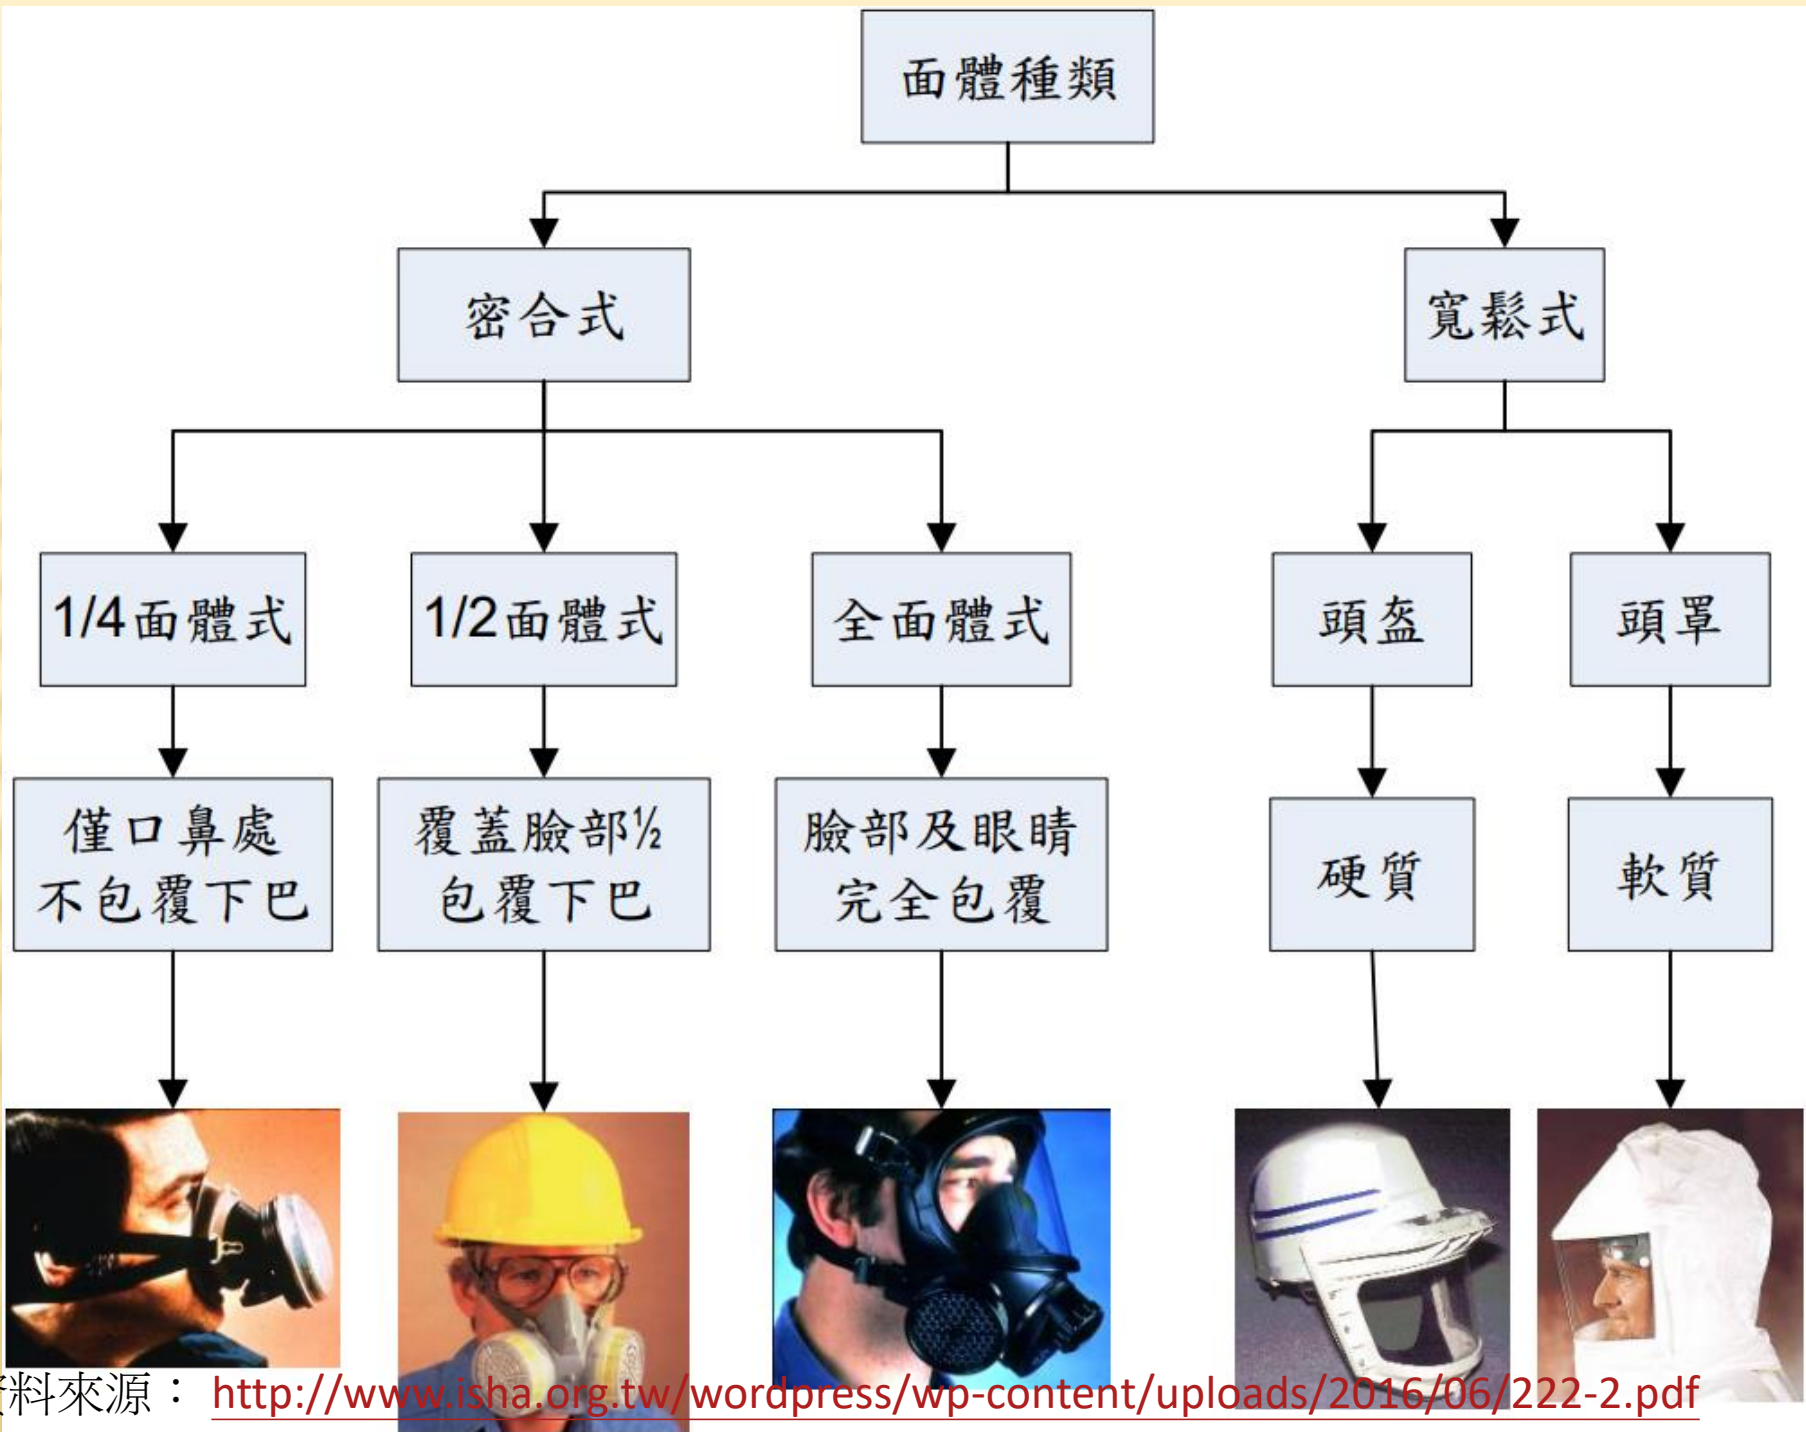 面體種類
密合式
寬鬆式
1/4面體式
1/2面體式
全面體式
頭盔
頭罩
僅口鼻處
不包覆下巴
覆蓋臉部½
包覆下巴
臉部及眼睛
完全包覆
硬質
軟質
料來源： http://www.isha.org.tw/wordpress/wp-content/uploads/2016/06/222-2.pdf